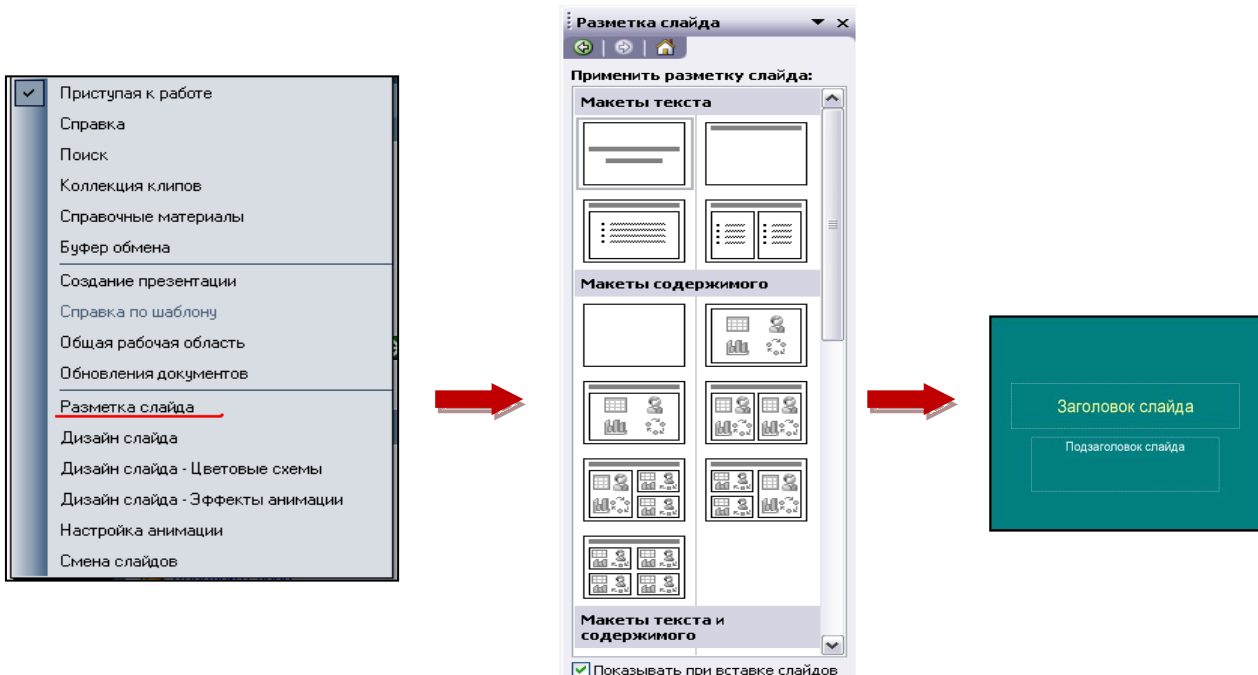 Приступая к работе
Справка
Поиск
Коллекция клипов
Справочные материалы
Буфер обмена
Создание презентации
Справка по шаблону
Общая рабочая область
Обновления документов
Разметка слайда
Дизайн слайда
Дизайн слайда - Цветовые схемы
Дизайн слайда - Эффекты анимации
Настройка анимации
Смена слайдов
Разметка слайда
Применить разметку слайда:
Макеты текста
Макеты содержимого
Макеты текста и
содержимого
Показывать при вставке слайдов
Заголовок слайда
Подзаголовок слайда